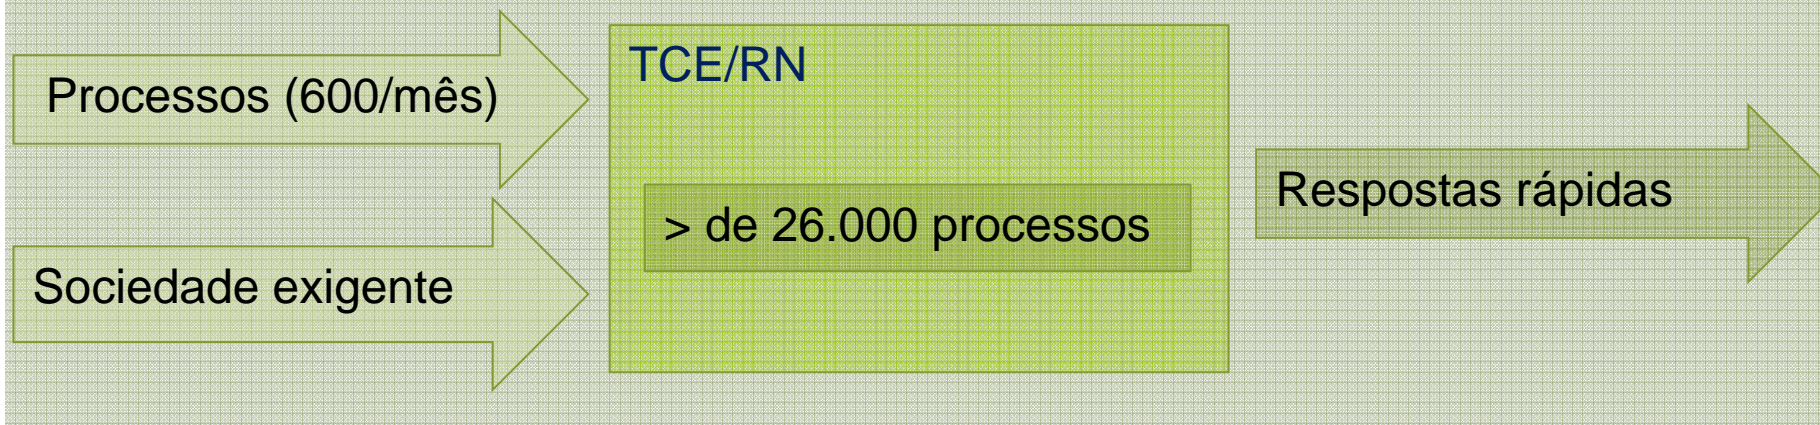 Processos (600/mês)
Sociedade exigente
TCE/RN
> de 26.000 processos
Respostas rápidas